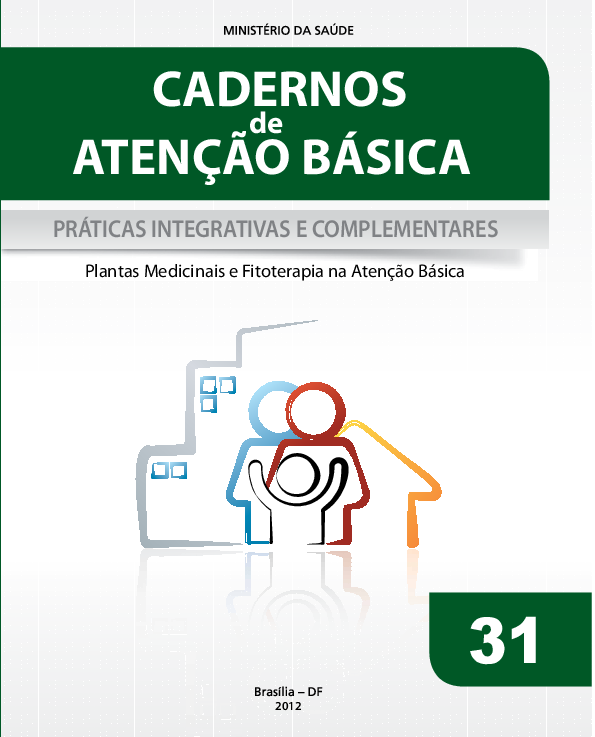 MINISTÉRIO DA SAÚDE
CADERNOS
de
ATENÇÃO BÁSICA
PRÁTICAS INTEGRATIVAS E COMPLEMENTARES
Plantas Medicinais e Fitoterapia na Atenção Básica
31
Brasília – DF
2012